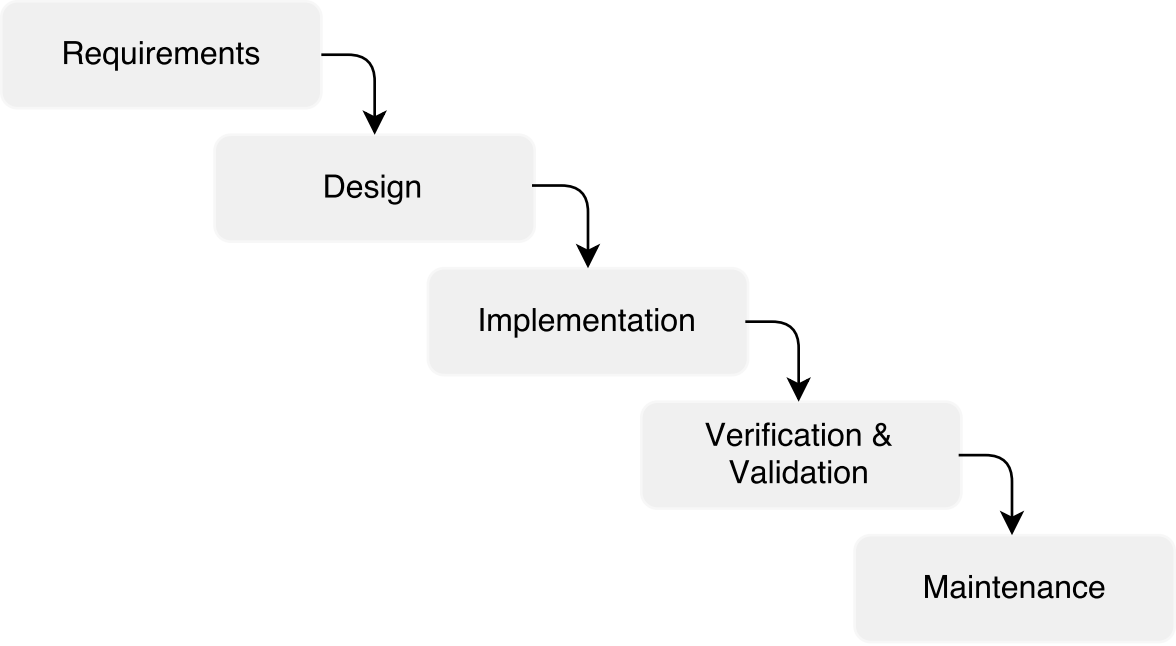 Requirements
Design
Implementation
Verification &
Validation
Maintenance